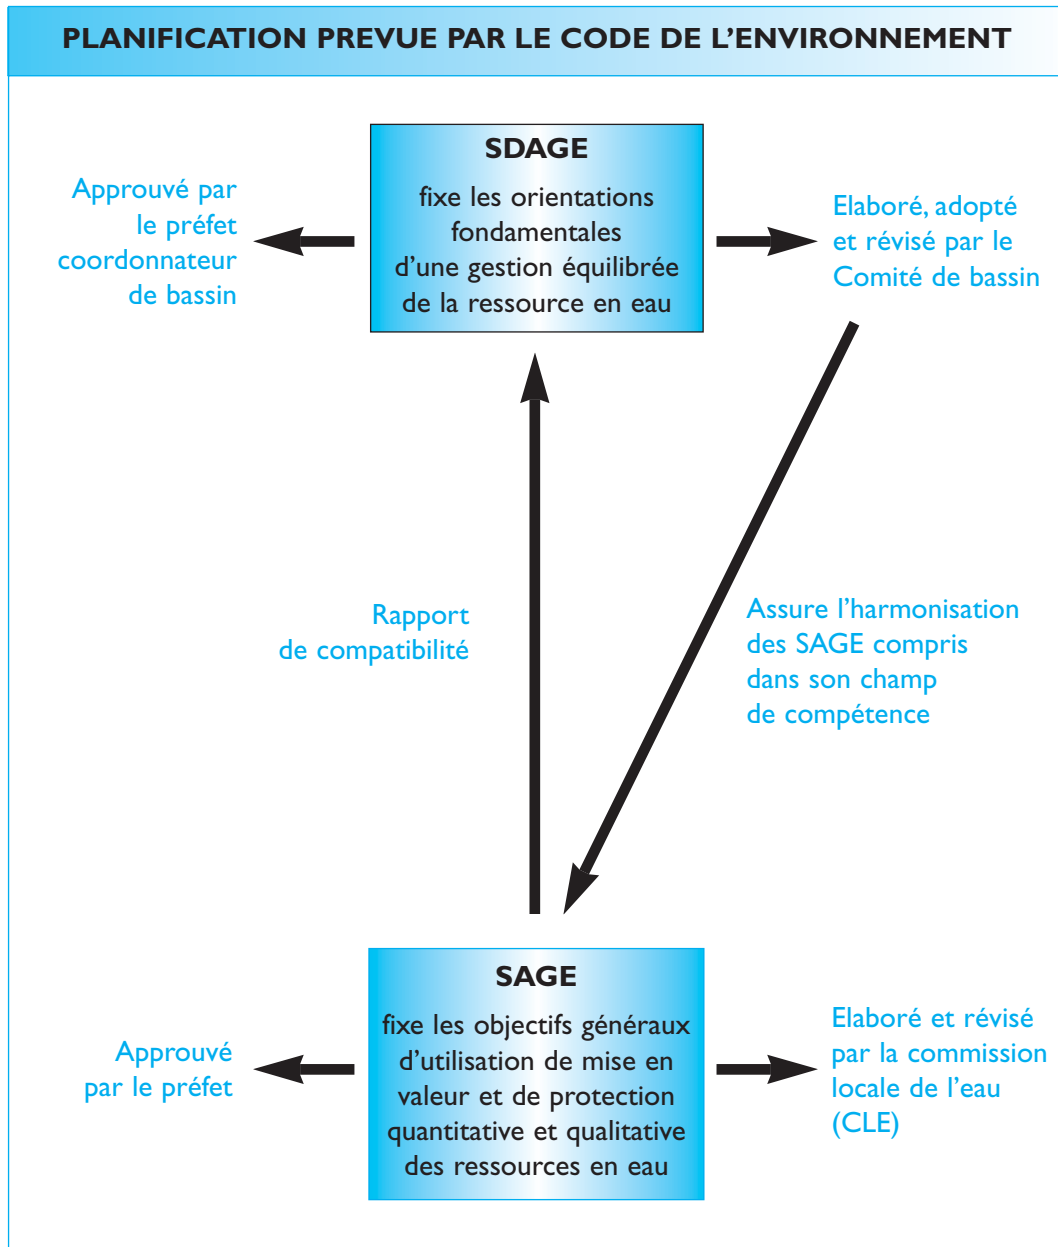 PLANIFICATION PREVUE PAR LE CODE DE L’ENVIRONNEMENT
SDAGE
fixe les orientations
fondamentales
d’une gestion équilibrée
de la ressource en eau
Approuvé par
le préfet
coordonnateur
de bassin
Elaboré, adopté
et révisé par le
Comité de bassin
Rapport
de compatibilité
Assure l’harmonisation
des SAGE compris
dans son champ
de compétence
SAGE
fixe les objectifs généraux
d’utilisation de mise en
valeur et de protection
quantitative et qualitative
des ressources en eau
Approuvé
par le préfet
Elaboré et révisé
par la commission
locale de l’eau
(CLE)